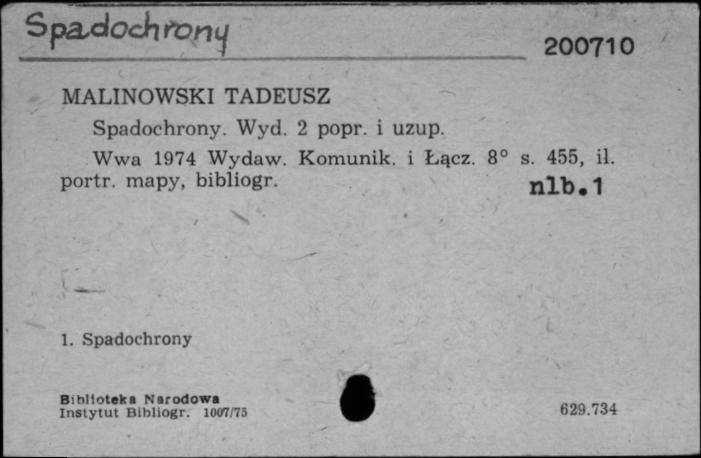 Spadochrony
200710
MALINOWSKI TADEUSZ
Spadochrony. Wyd. 2 popr. i uzup.
Wwa 1974 Wydaw. Komunik. i Łącz. 8° s. 455, il.
portr. mapy, bibliogr.
nlb.1
1. Spadochrony
Biblioteka Narodowa
Instytut Bibliogr. 1007/75
629.734